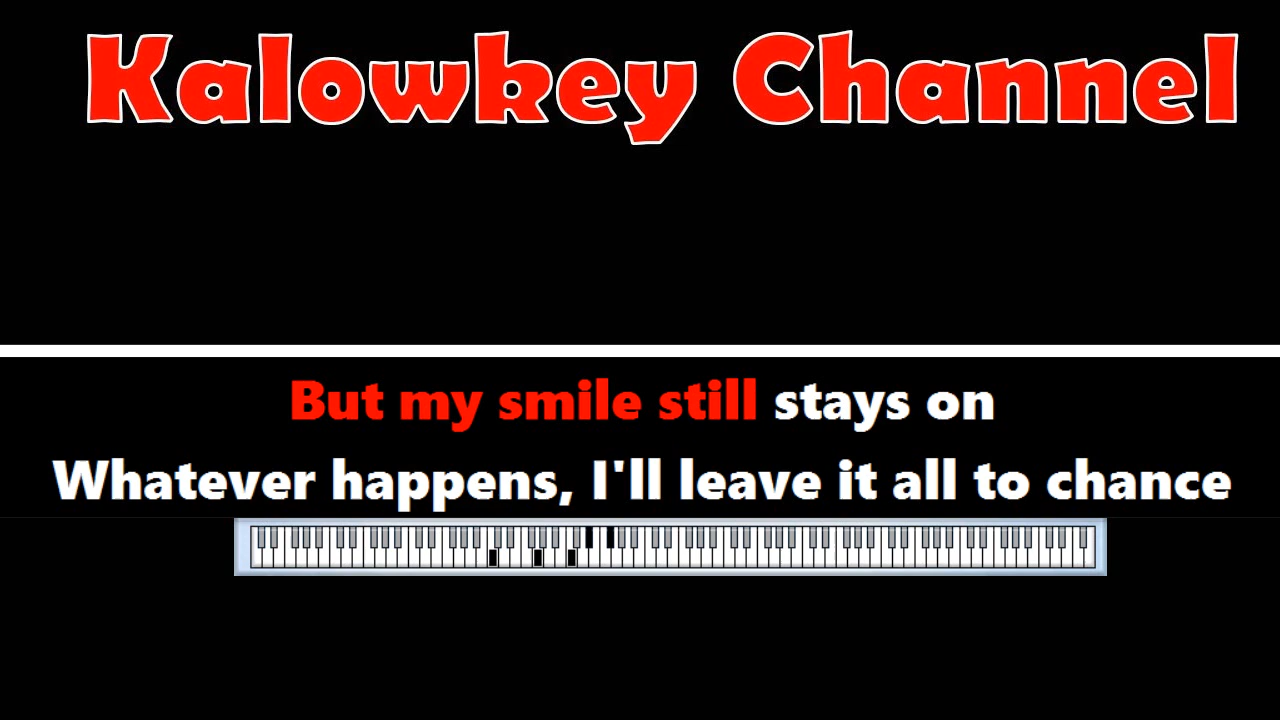 Kalowkey Channel
But my smile still stays on
Whatever happens, I'll leave it all to chance